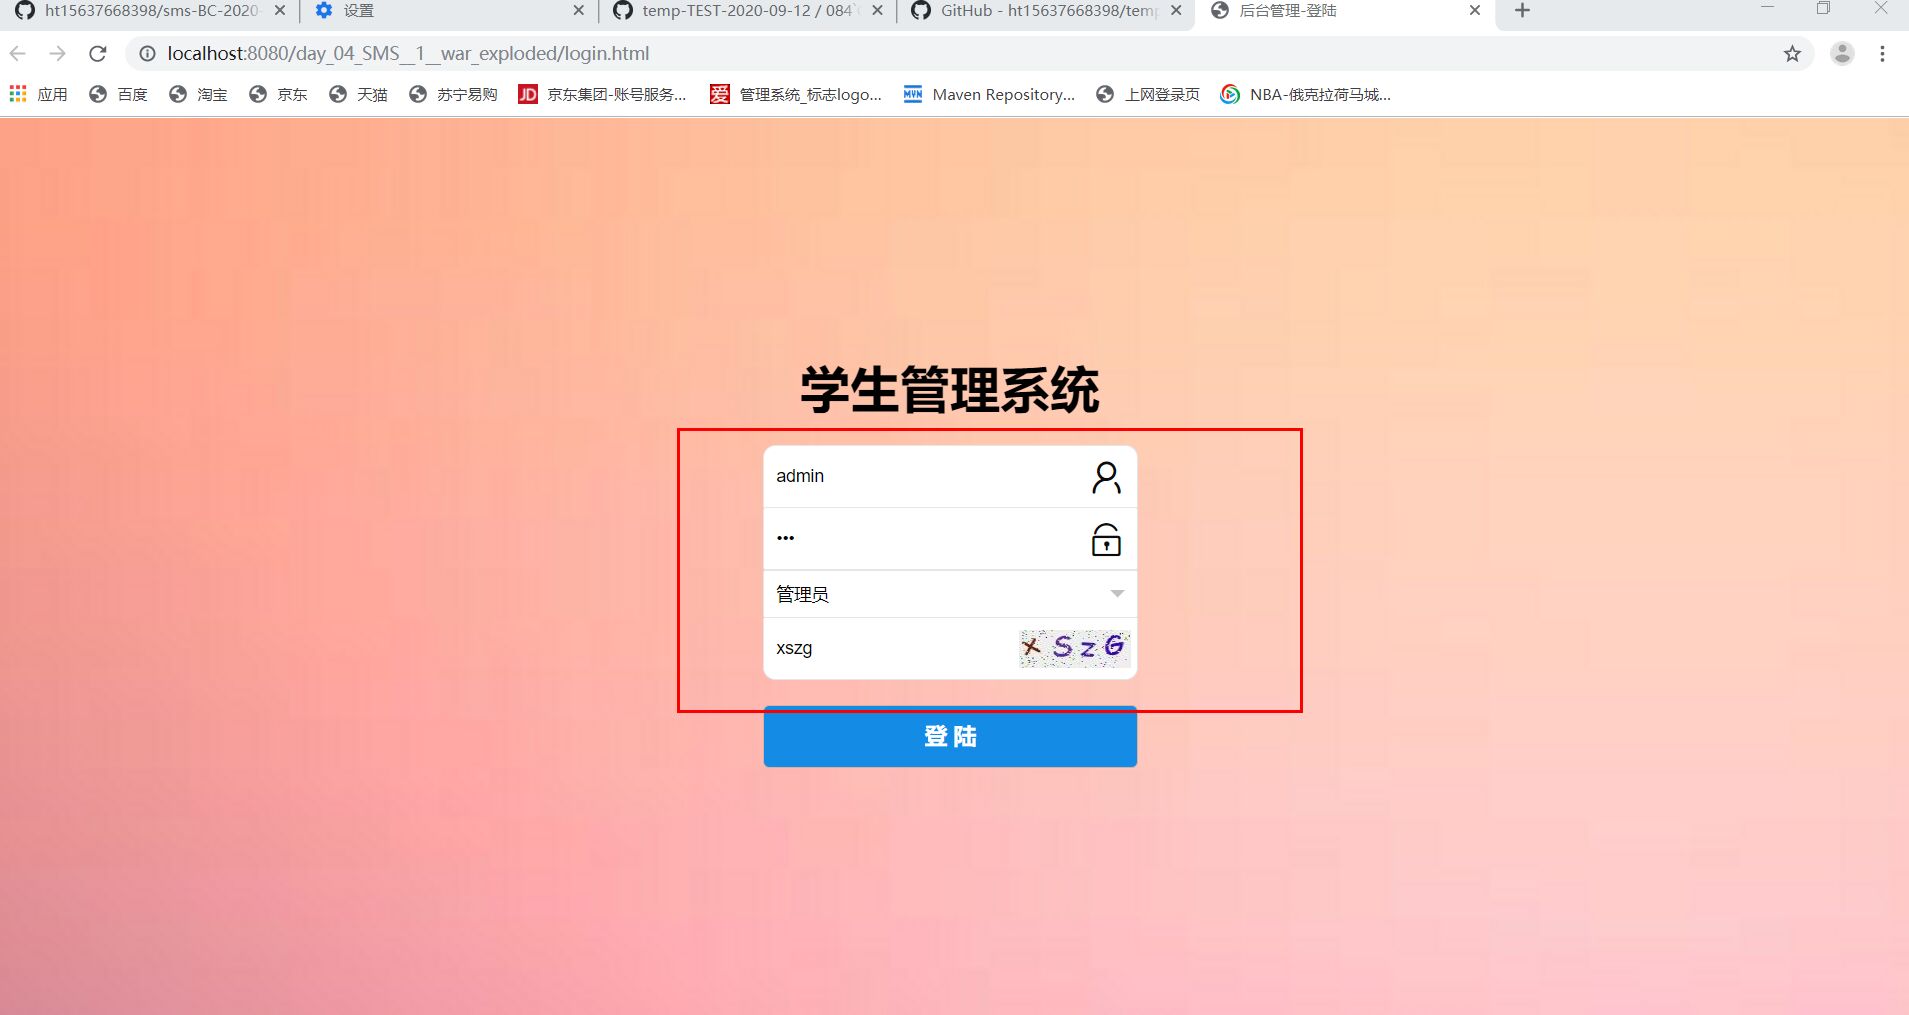 ht15637668398/sms-BC-2020-
设置
temp-TEST-2020-09-12 / 084
GitHub - ht15637668398/temp
后台管理-登陆
localhost:8080/day_04_SMS__1__war_exploded/login.html
应用
百度
淘宝
京东
天猫
苏宁易购
JD 京东集团-账号服务...
爱 管理系统_标志logo...
MVN Maven Repository...
上网登录页
NBA-俄克拉荷马城...
学生管理系统
admin
•••
管理员
xszg
xSzG
登 陆